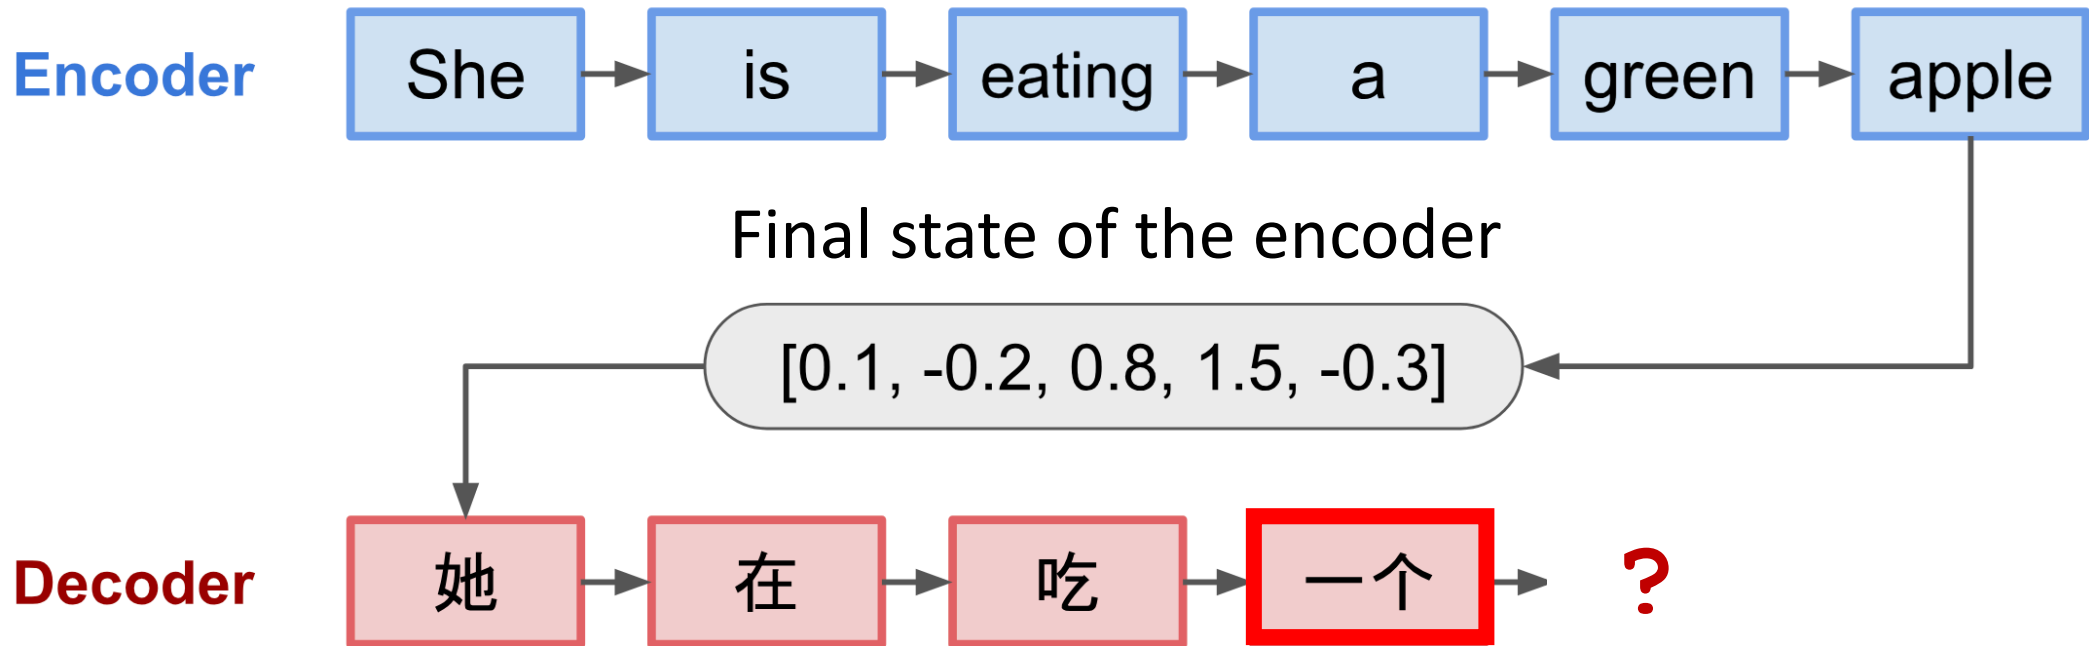 Encoder She is eating a green apple
Final state of the encoder
[0.1, -0.2, 0.8, 1.5, -0.3]
Decoder 她 在 吃 一个 ?